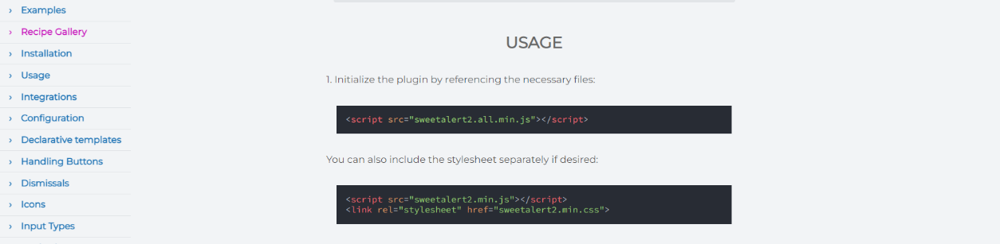 › Examples
› Recipe Gallery
› Installation
› Usage
› Integrations
› Configuration
› Declarative templates
› Handling Buttons
› Dismissals
› Icons
› Input Types
USAGE
1. Initialize the plugin by referencing the necessary files:
<script src="sweetalert2.all.min.js"></script>
You can also include the stylesheet separately if desired:
<script src="sweetalert2.min.js"></script>
<link rel="stylesheet" href="sweetalert2.min.css">